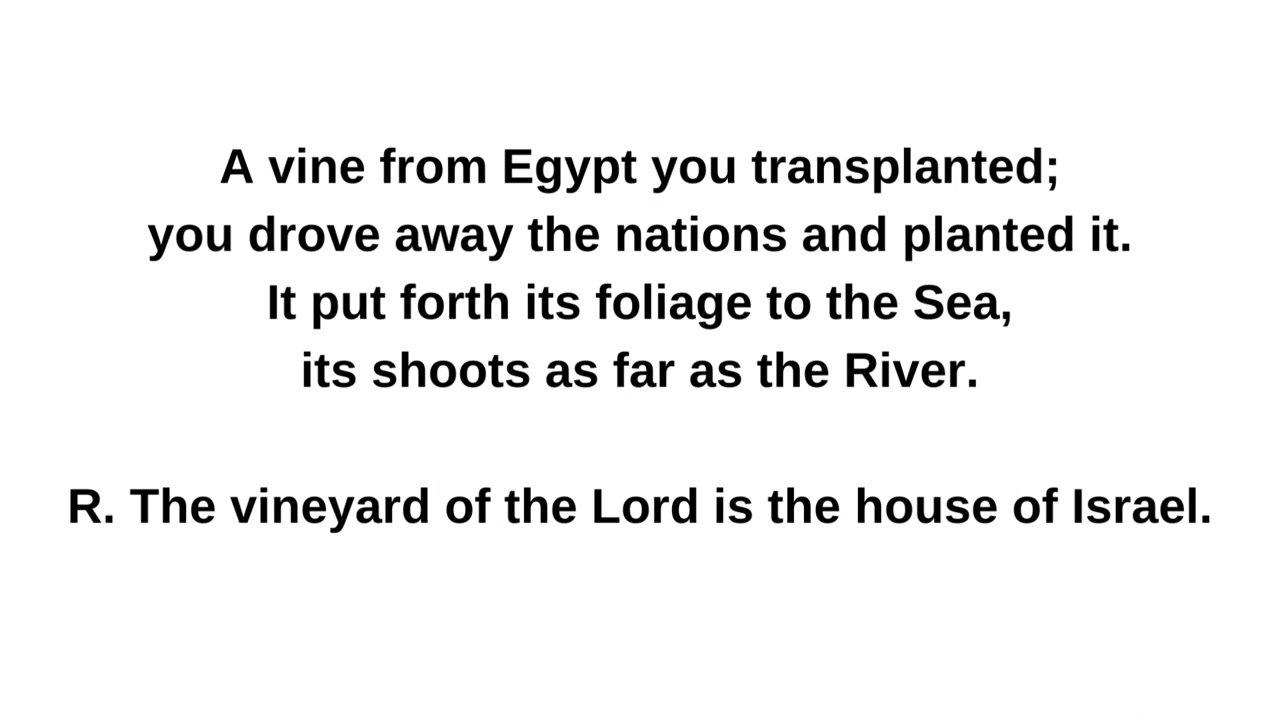 A vine from Egypt you transplanted;
you drove away the nations and planted it.
It put forth its foliage to the Sea,
its shoots as far as the River.
R. The vineyard of the Lord is the house of Israel.